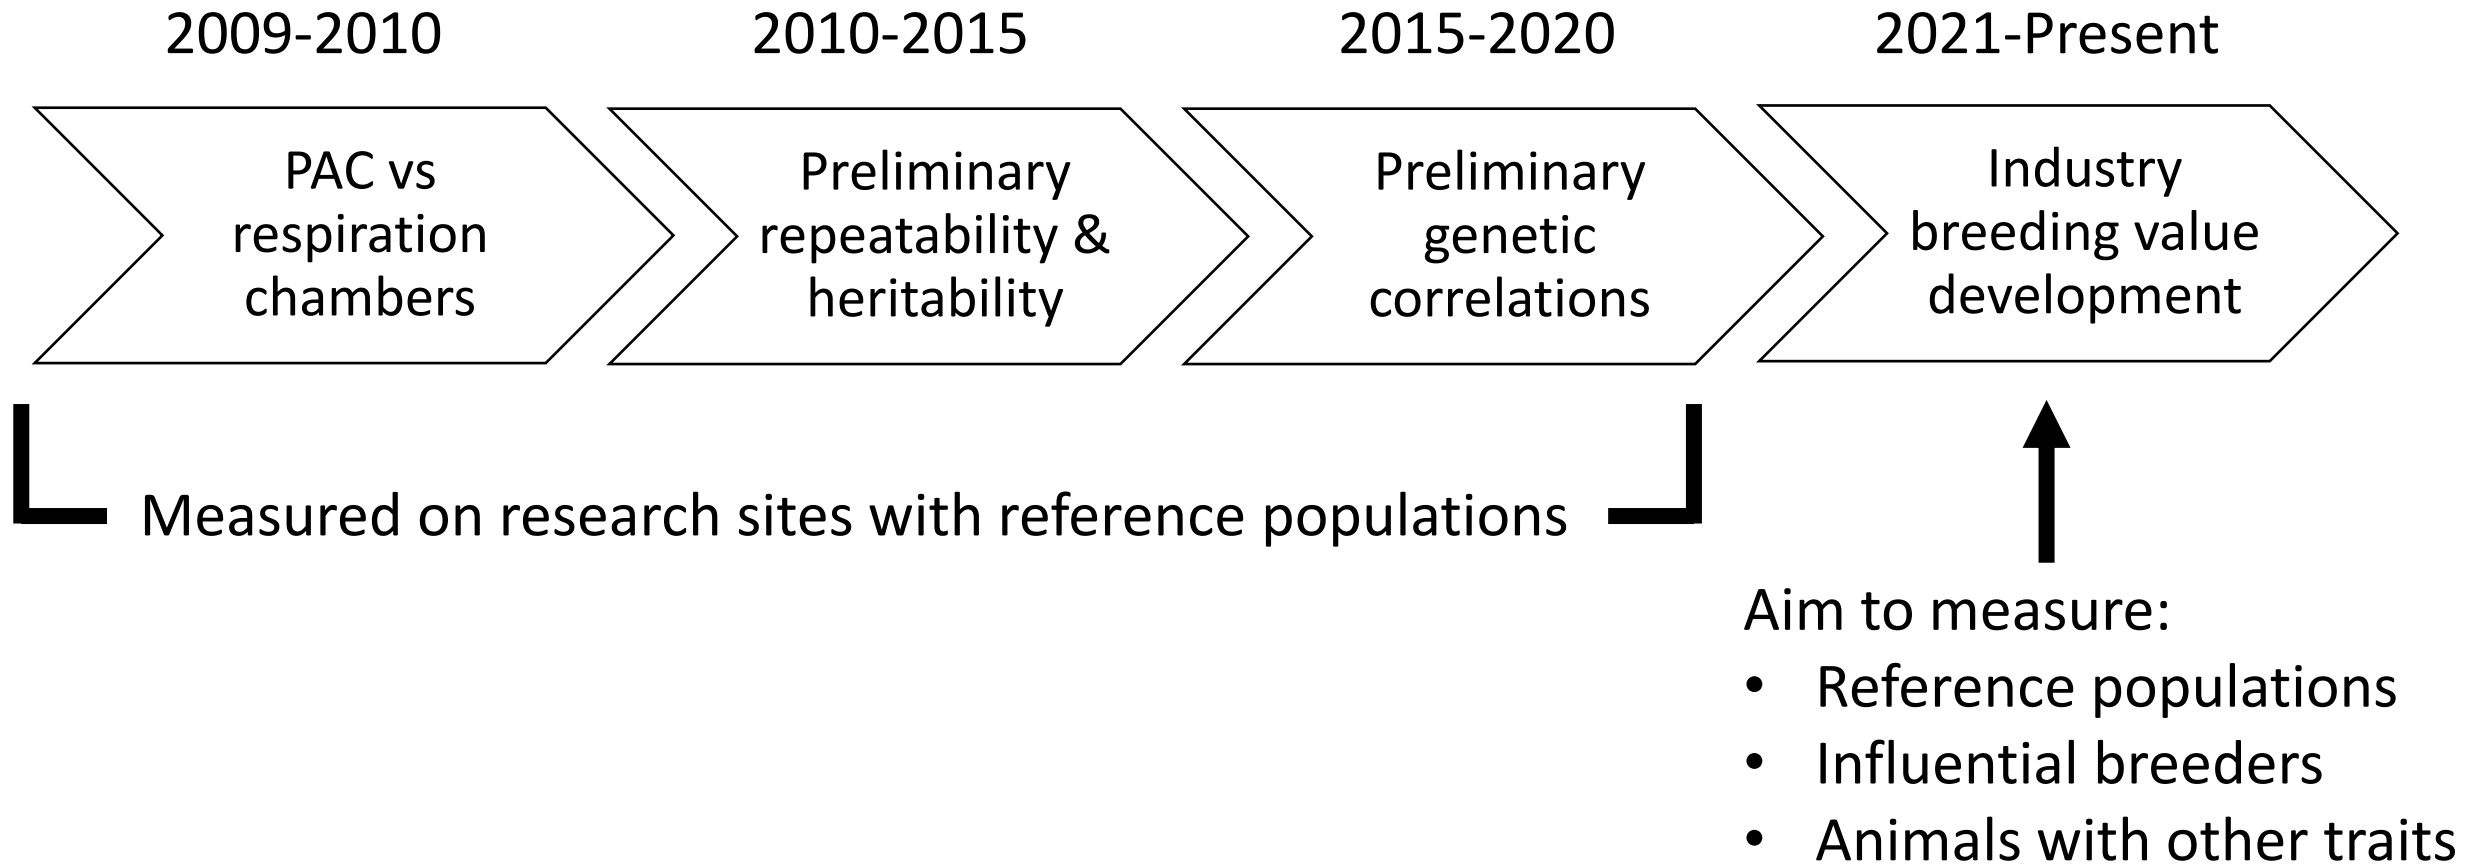 2009-2010
2010-2015
2015-2020
2021-Present
PAC vs
respiration
chambers
Preliminary
repeatability &
heritability
Preliminary
genetic
correlations
Industry
breeding value
development
Measured on research sites with reference populations
Aim to measure:
• Reference populations
• Influential breeders
• Animals with other traits